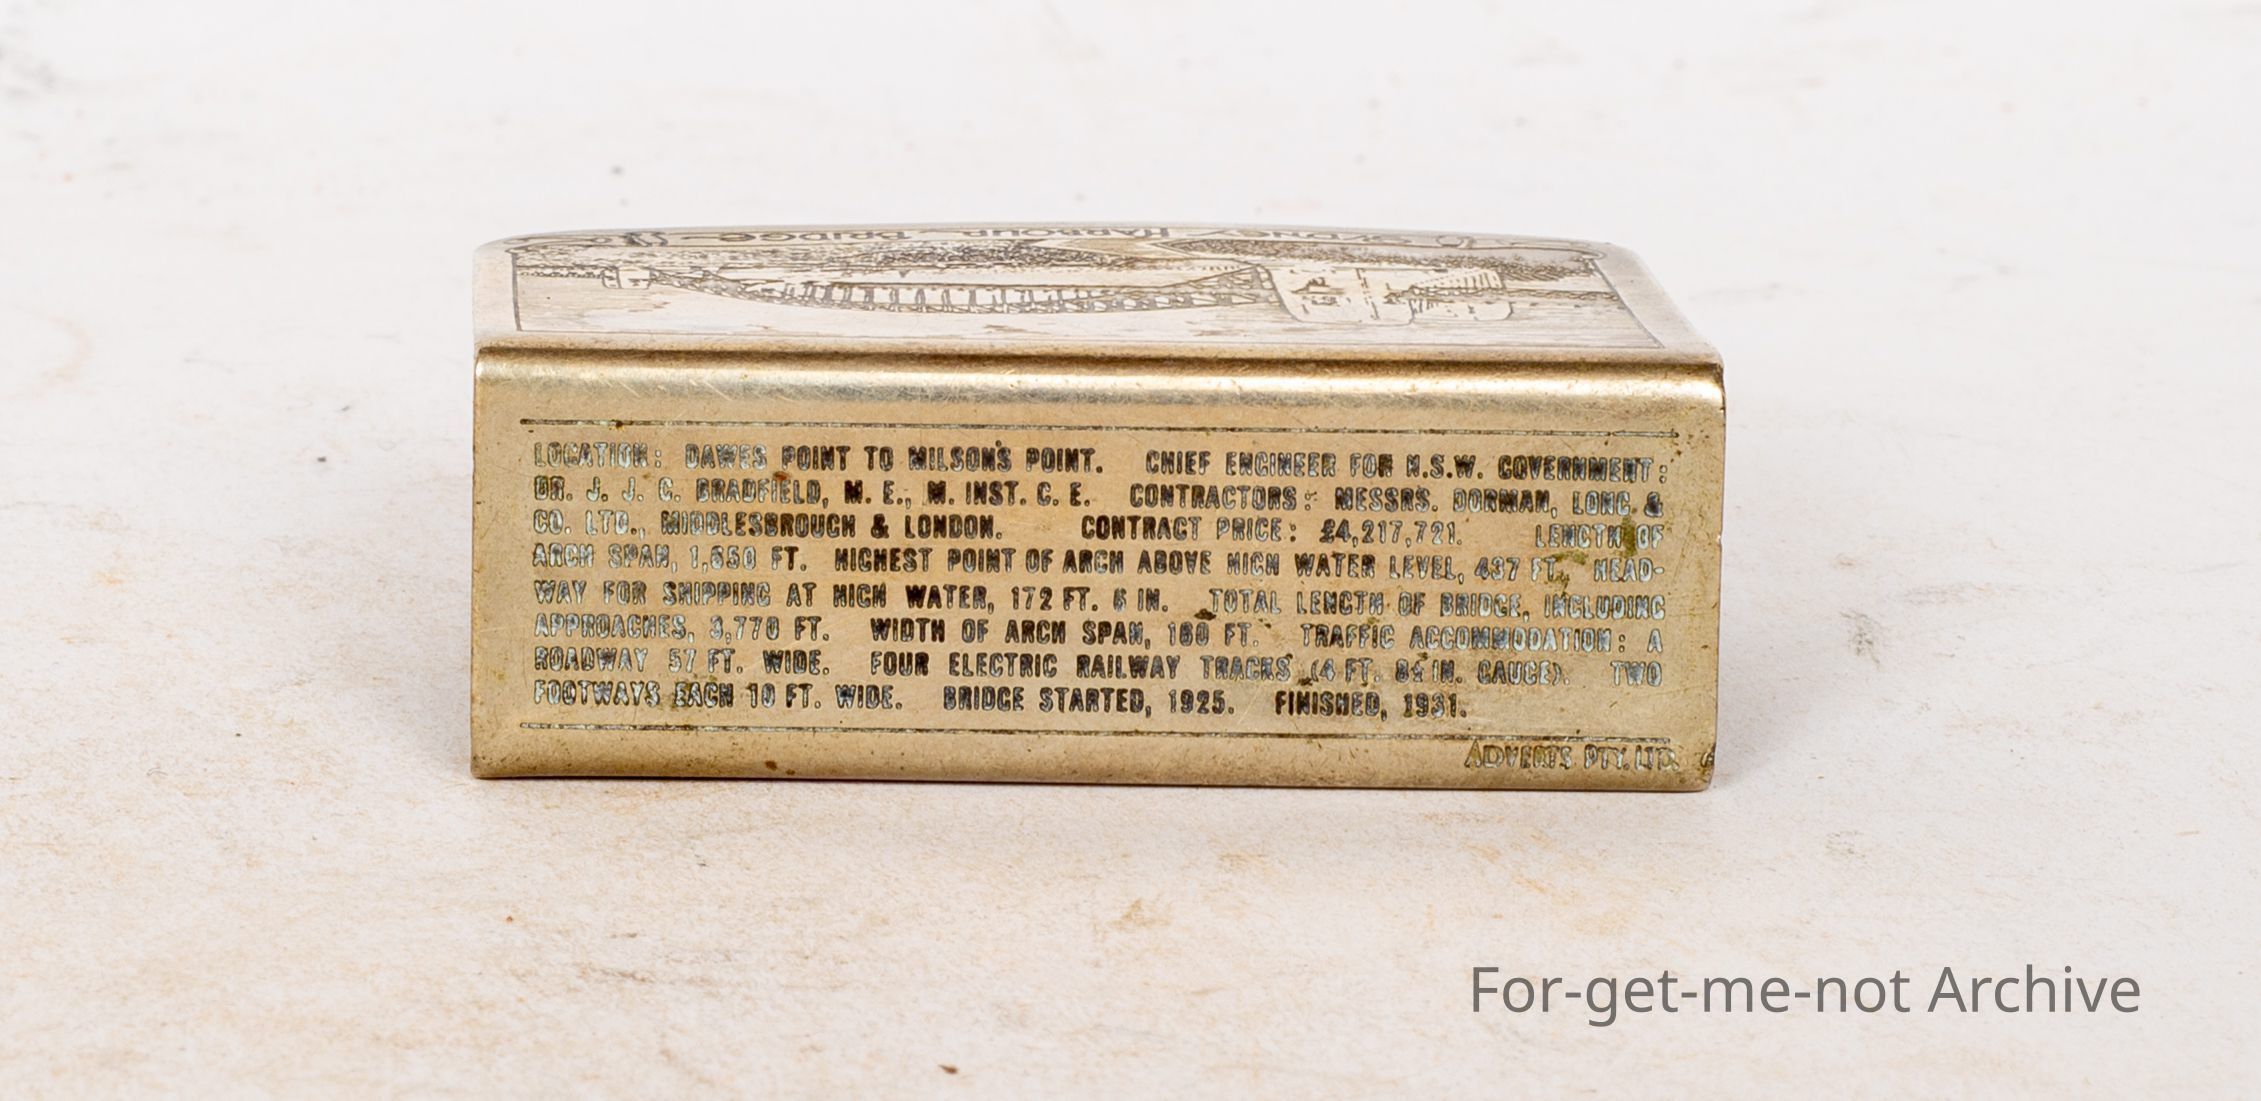 SYDNEY HARBOUR BRIDGE
LOCATION: DAWES POINT TO MILSON'S POINT. CHIEF ENGINEER FOR N.S.W. GOVERNMENT:
DR. J. J. C. BRADFIELD, M. E., M. INST. C. E. CONTRACTORS: MESSRS. DORMAN, LONG &
CO. LTD., MIDDLESBROUGH & LONDON. CONTRACT PRICE: £4,217,721. LENGTH OF
ARCH SPAN, 1,650 FT. HIGHEST POINT OF ARCH ABOVE HIGH WATER LEVEL, 437 FT. HEAD-
WAY FOR SHIPPING AT HIGH WATER, 172 FT. 6 IN. TOTAL LENGTH OF BRIDGE, INCLUDING
APPROACHES, 3,770 FT. WIDTH OF ARCH SPAN, 160 FT. TRAFFIC ACCOMMODATION: A
ROADWAY 57 FT. WIDE. FOUR ELECTRIC RAILWAY TRACKS (4 FT. 8½ IN. GAUGE). TWO
FOOTWAYS EACH 10 FT. WIDE. BRIDGE STARTED, 1925. FINISHED, 1931.
ADVERTS PTY. LTD.
For-get-me-not Archive